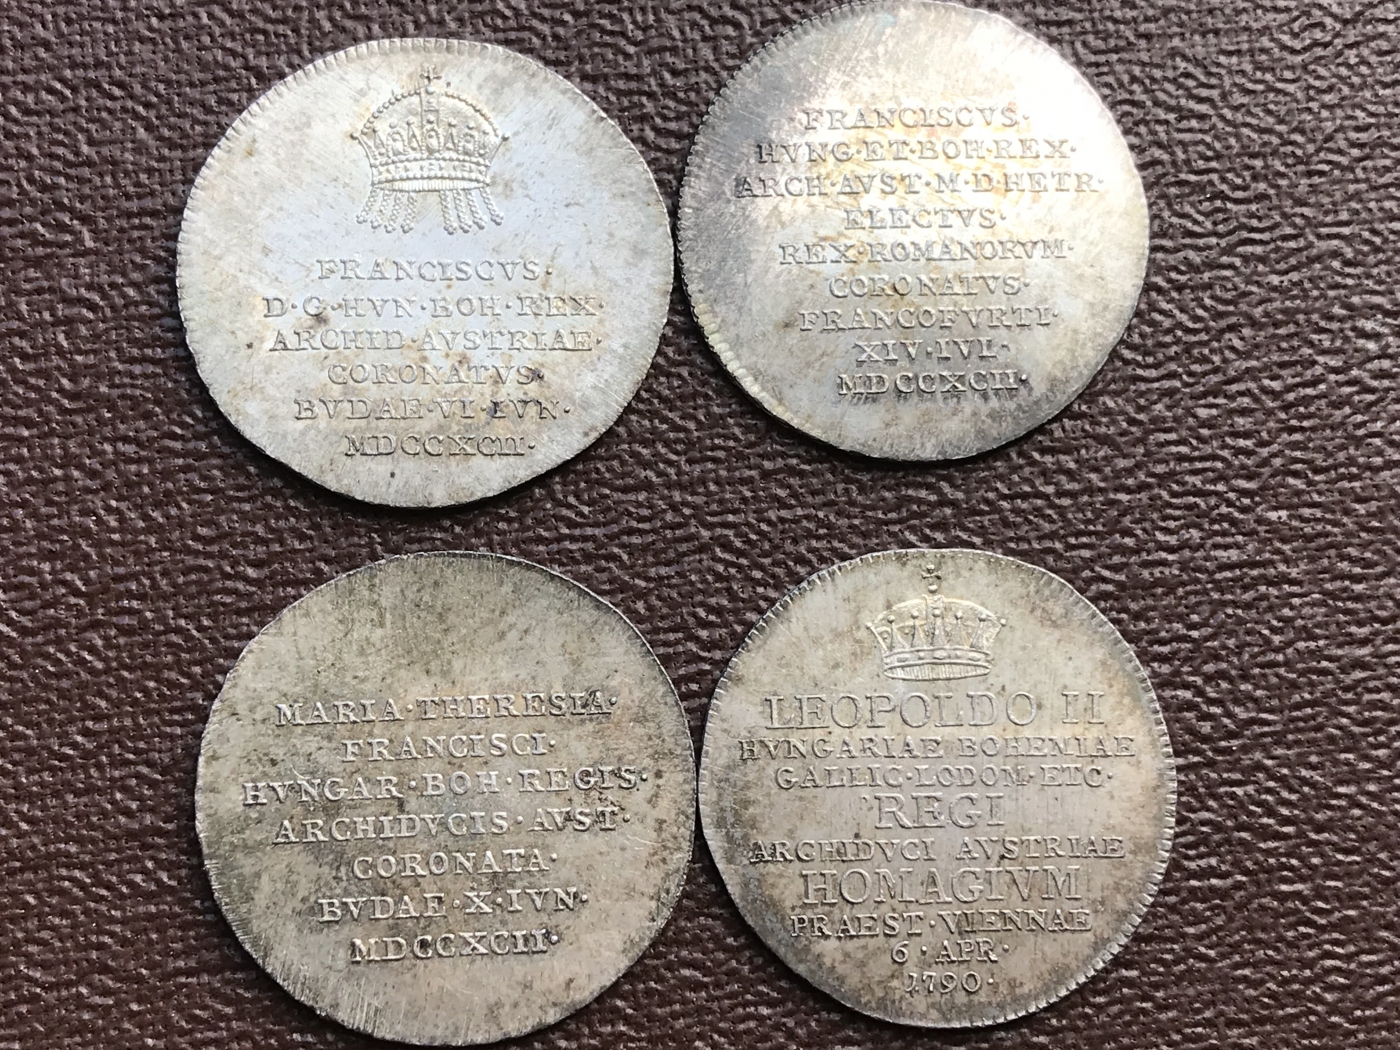 FRANCISCVS·
D·G·HVN·BOH·REX·
ARCHID·AVSTRIAE·
CORONATVS·
BVDAE·VI·IVN·
MDCCXCII·
FRANCISCVS·
HVNG·ET·BOH·REX·
ARCH·AVST·M·D·HETR·
ELECTVS·
REX·ROMANORVM·
CORONATVS·
FRANCOFVRTI·
XIV·IVL·
MDCCXCII·
MARIA·THERESIA·
FRANCISCI·
HVNGAR·BOH·REGIS·
ARCHIDVCIS·AVST·
CORONATA·
BVDAE·X·IVN·
MDCCXCII·
LEOPOLDO II
HVNGARIAE BOHEMIAE
GALLIC·LODOM·ETC·
REGI
ARCHIDVCI AVSTRIAE
HOMAGIVM
PRAEST·VIENNAE
6·APR·
1790·